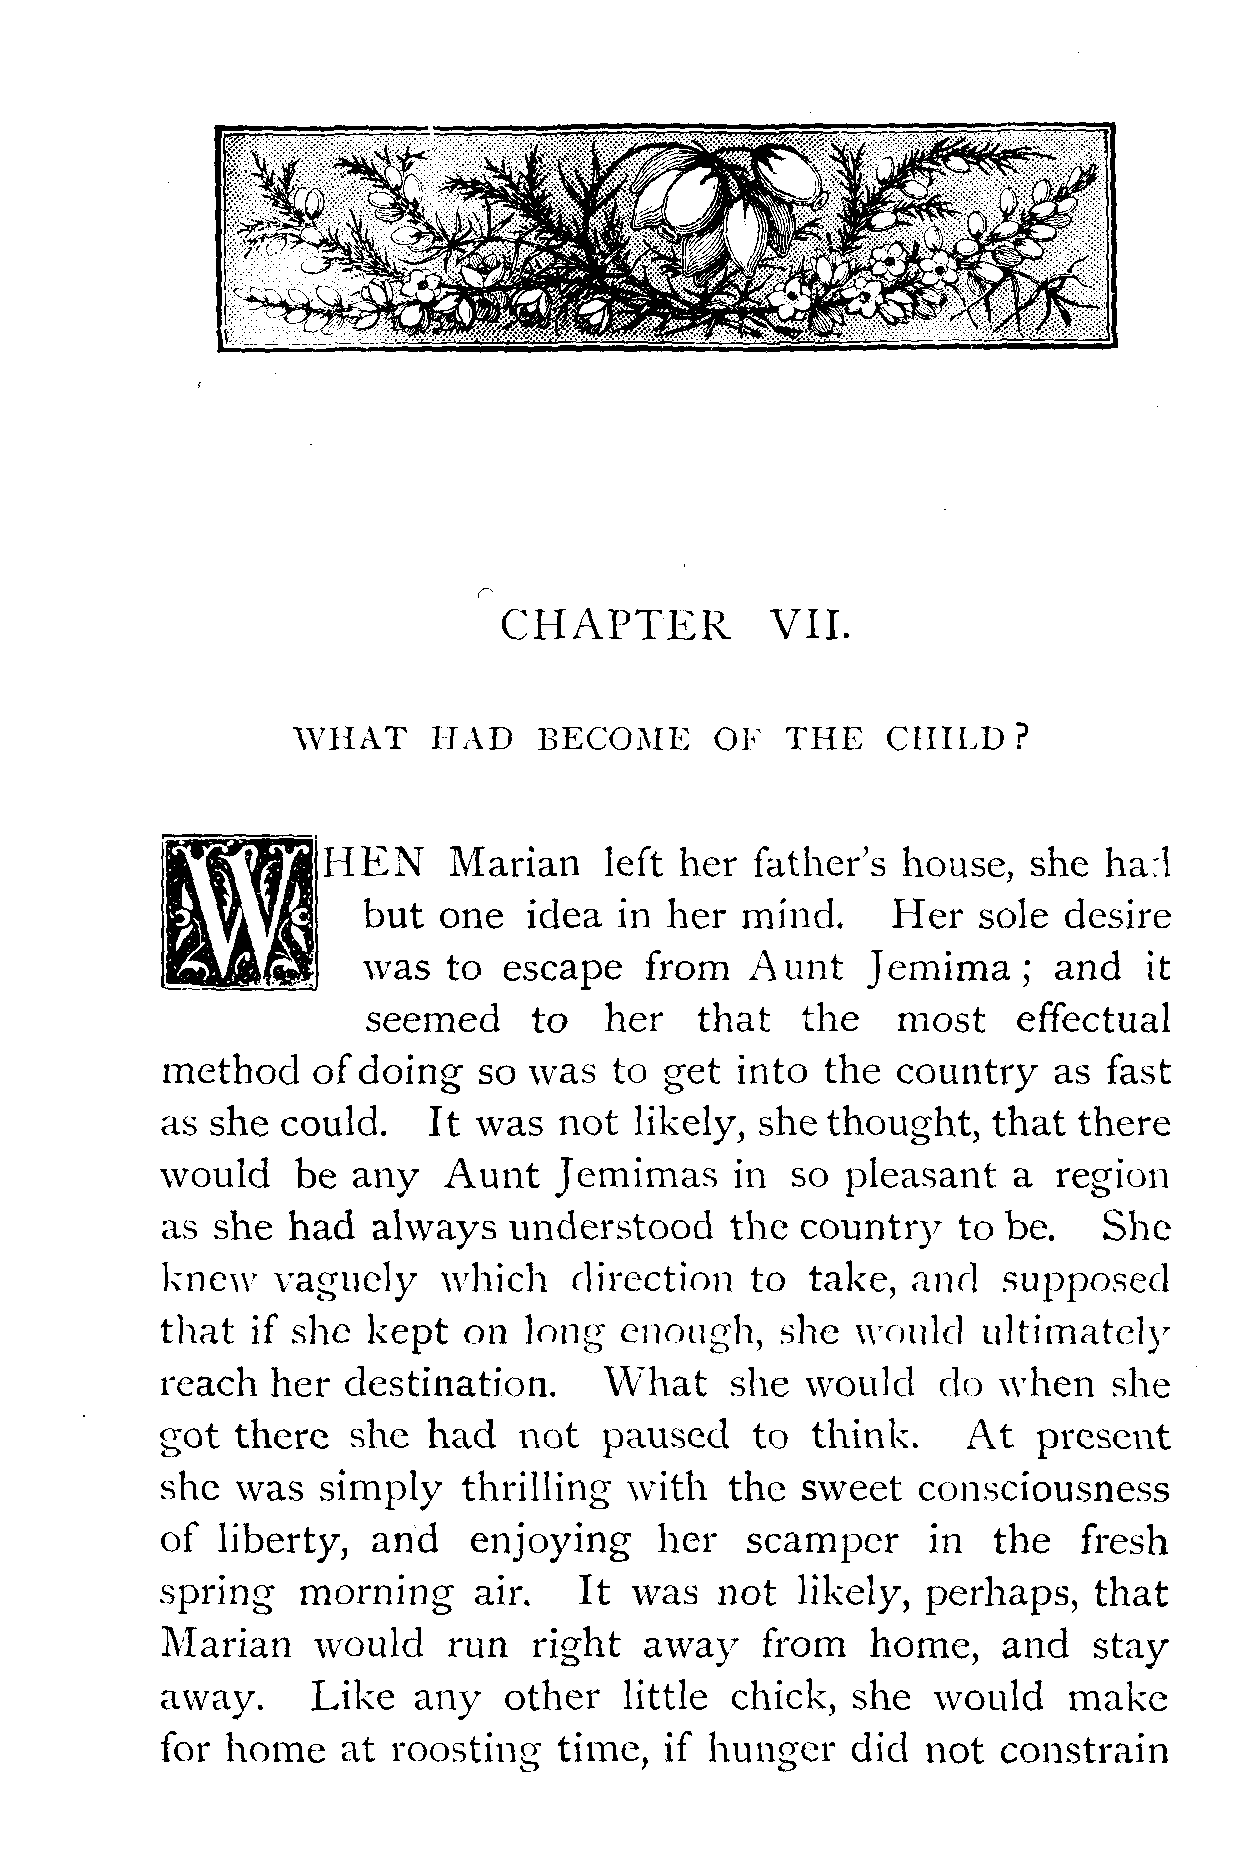 CHAPTER VII.
WHAT HAD BECOME OF THE CHILD?
WHEN Marian left her father's house, she had
but one idea in her mind. Her sole desire
was to escape from Aunt Jemima; and it
seemed to her that the most effectual
method of doing so was to get into the country as fast
as she could. It was not likely, she thought, that there
would be any Aunt Jemimas in so pleasant a region
as she had always understood the country to be. She
knew vaguely which direction to take, and supposed
that if she kept on long enough, she would ultimately
reach her destination. What she would do when she
got there she had not paused to think. At present
she was simply thrilling with the sweet consciousness
of liberty, and enjoying her scamper in the fresh
spring morning air. It was not likely, perhaps, that
Marian would run right away from home, and stay
away. Like any other little chick, she would make
for home at roosting time, if hunger did not constrain